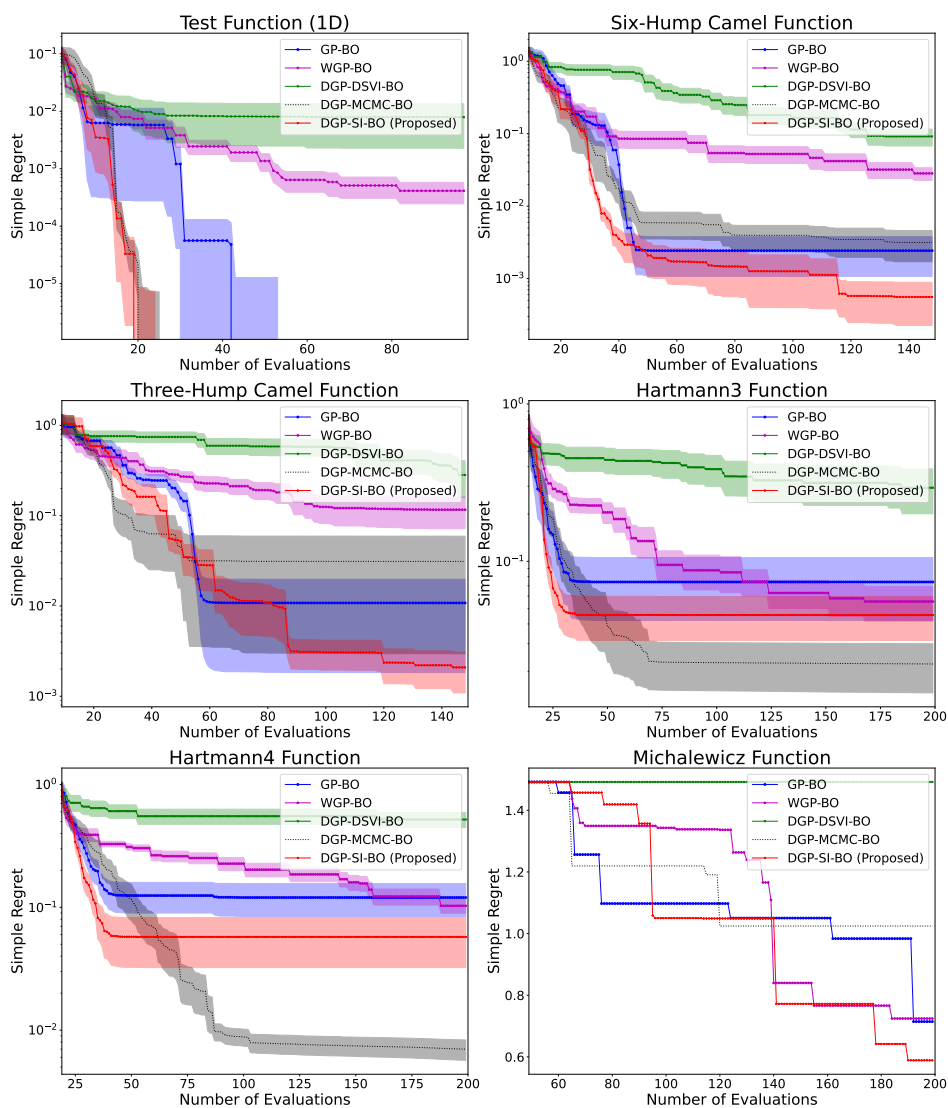 Test Function (1D)
Simple Regret
10⁻¹
10⁻²
10⁻³
10⁻⁴
10⁻⁵
GP-BO
WGP-BO
DGP-DSVI-BO
DGP-MCMC-BO
DGP-SI-BO (Proposed)
20 40 60 80
Number of Evaluations
Six-Hump Camel Function
Simple Regret
10⁰
10⁻¹
10⁻²
10⁻³
GP-BO
WGP-BO
DGP-DSVI-BO
DGP-MCMC-BO
DGP-SI-BO (Proposed)
20 40 60 80 100 120 140
Number of Evaluations
Three-Hump Camel Function
Simple Regret
10⁰
10⁻¹
10⁻²
10⁻³
GP-BO
WGP-BO
DGP-DSVI-BO
DGP-MCMC-BO
DGP-SI-BO (Proposed)
20 40 60 80 100 120 140
Number of Evaluations
Hartmann3 Function
Simple Regret
10⁰
10⁻¹
GP-BO
WGP-BO
DGP-DSVI-BO
DGP-MCMC-BO
DGP-SI-BO (Proposed)
25 50 75 100 125 150 175 200
Number of Evaluations
Hartmann4 Function
Simple Regret
10⁰
10⁻¹
10⁻²
GP-BO
WGP-BO
DGP-DSVI-BO
DGP-MCMC-BO
DGP-SI-BO (Proposed)
25 50 75 100 125 150 175 200
Number of Evaluations
Michalewicz Function
Simple Regret
1.4
1.2
1.0
0.8
0.6
GP-BO
WGP-BO
DGP-DSVI-BO
DGP-MCMC-BO
DGP-SI-BO (Proposed)
60 80 100 120 140 160 180 200
Number of Evaluations